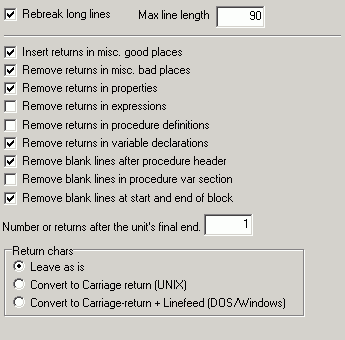 Rebreak long lines Max line length 90
Insert returns in misc. good places
Remove returns in misc. bad places
Remove returns in properties
Remove returns in expressions
Remove returns in procedure definitions
Remove returns in variable declarations
Remove blank lines after procedure header
Remove blank lines in procedure var section
Remove blank lines at start and end of block
Number or returns after the unit's final end. 1
Return chars
Leave as is
Convert to Carriage return (UNIX)
Convert to Carriage-return + Linefeed (DOS/Windows)